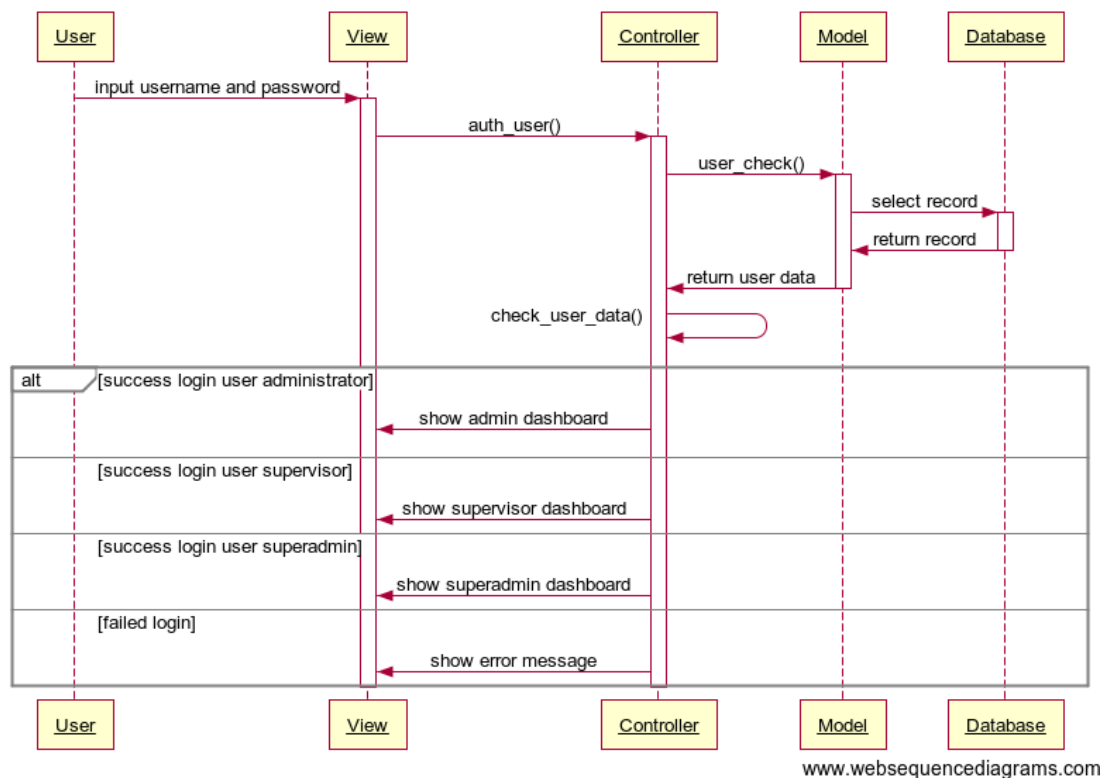 User
View
Controller
Model
Database
input username and password
auth_user()
user_check()
select record
return record
return user data
check_user_data()
alt
[success login user administrator]
show admin dashboard
[success login user supervisor]
show supervisor dashboard
[success login user superadmin]
show superadmin dashboard
[failed login]
show error message
User
View
Controller
Model
Database
www.websequencediagrams.com